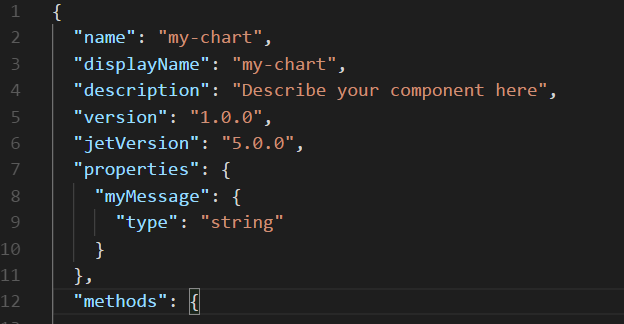 1 {
2 "name": "my-chart",
3 "displayName": "my-chart",
4 "description": "Describe your component here",
5 "version": "1.0.0",
6 "jetVersion": "5.0.0",
7 "properties": {
8 "myMessage": {
9 "type": "string"
10 }
11 },
12 "methods": {